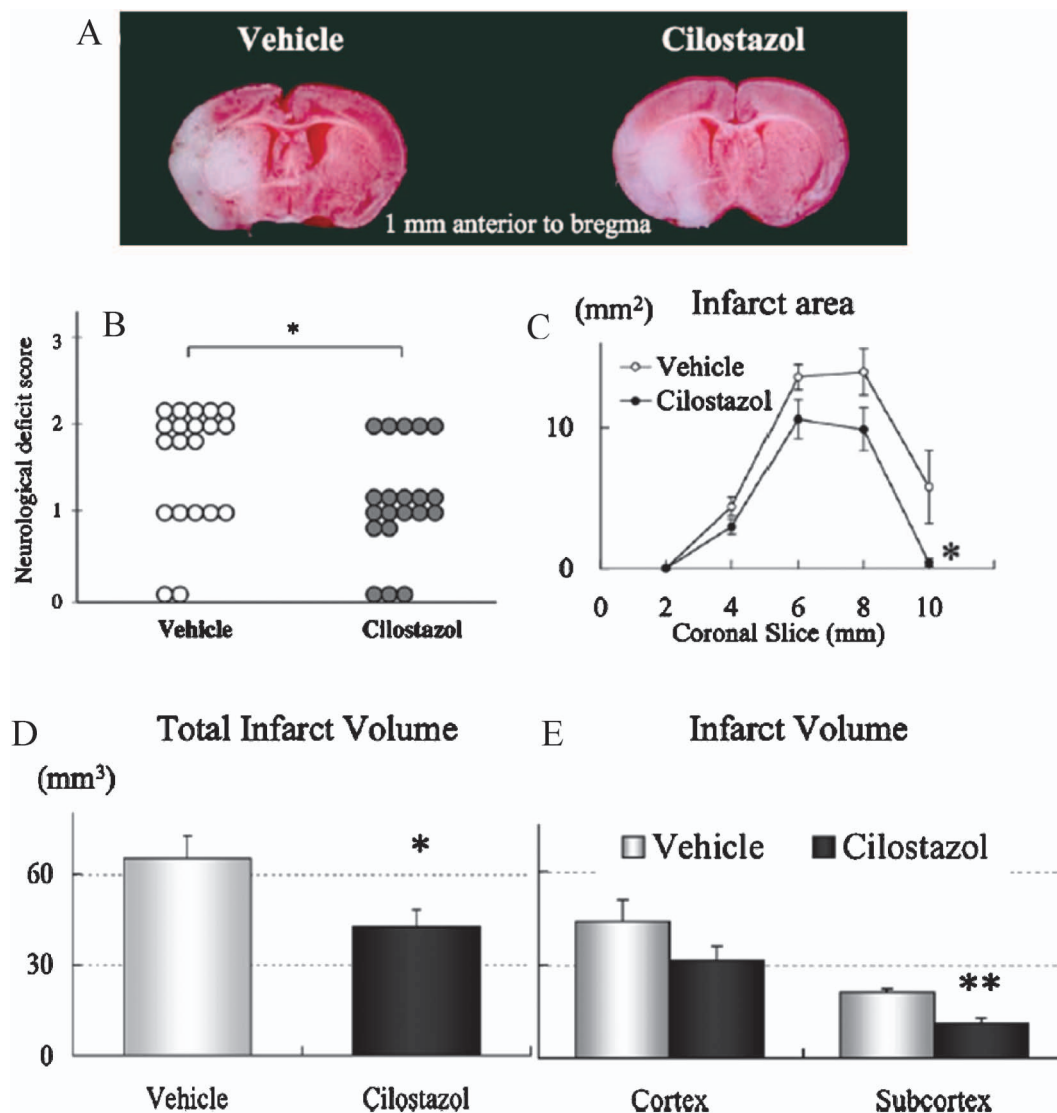 A
Vehicle
Cilostazol
1 mm anterior to bregma
B
*
Neurological deficit score
3
2
1
0
Vehicle
Cilostazol
C
(mm²)
Infarct area
Vehicle
Cilostazol
10
0
*
0 2 4 6 8 10
Coronal Slice (mm)
D
Total Infarct Volume
(mm³)
60
30
0
*
Vehicle
Cilostazol
E
Infarct Volume
Vehicle
Cilostazol
**
Cortex
Subcortex